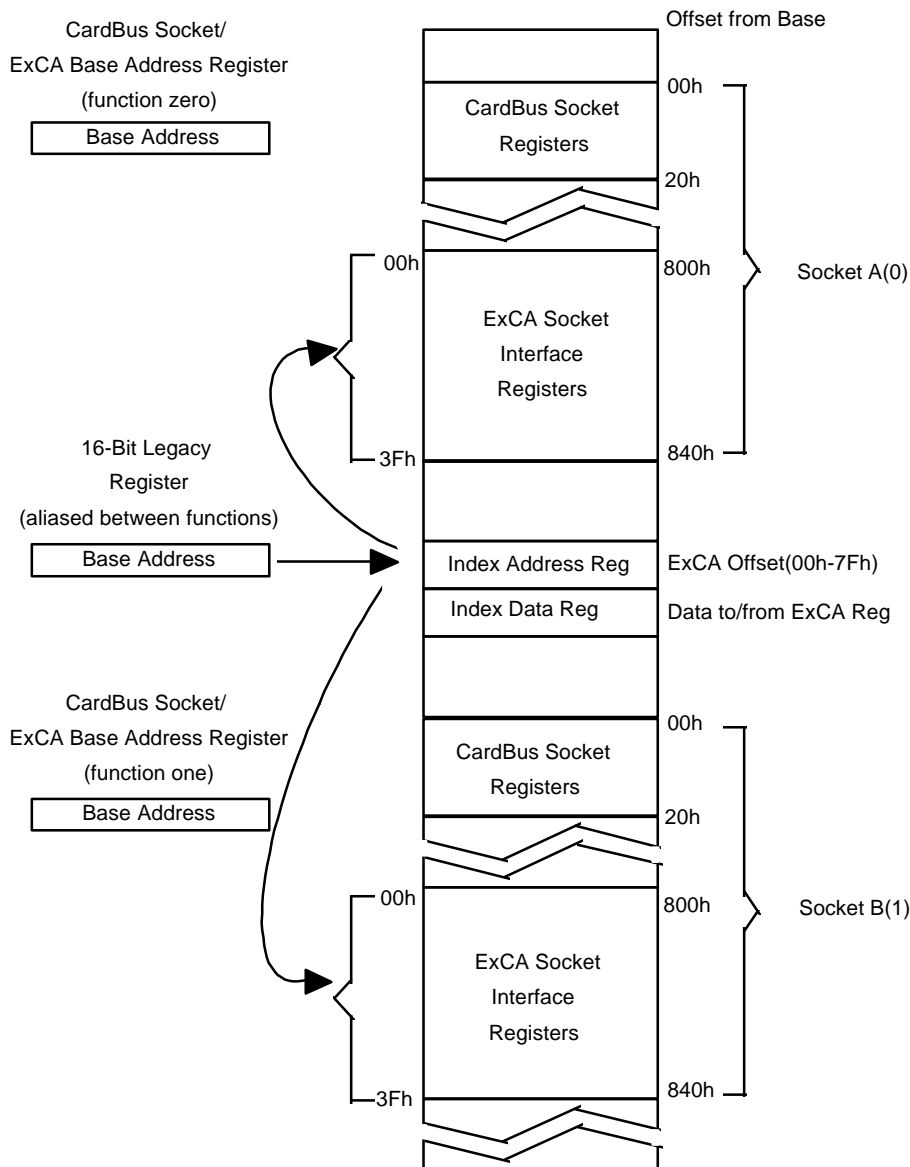 Offset from Base
CardBus Socket/
ExCA Base Address Register
(function zero)
Base Address
00h
CardBus Socket
Registers
20h
00h
800h
Socket A(0)
ExCA Socket
Interface
Registers
3Fh
840h
16-Bit Legacy
Register
(aliased between functions)
Base Address
Index Address Reg
ExCA Offset(00h-7Fh)
Index Data Reg
Data to/from ExCA Reg
CardBus Socket/
ExCA Base Address Register
(function one)
Base Address
00h
CardBus Socket
Registers
20h
00h
800h
Socket B(1)
ExCA Socket
Interface
Registers
3Fh
840h